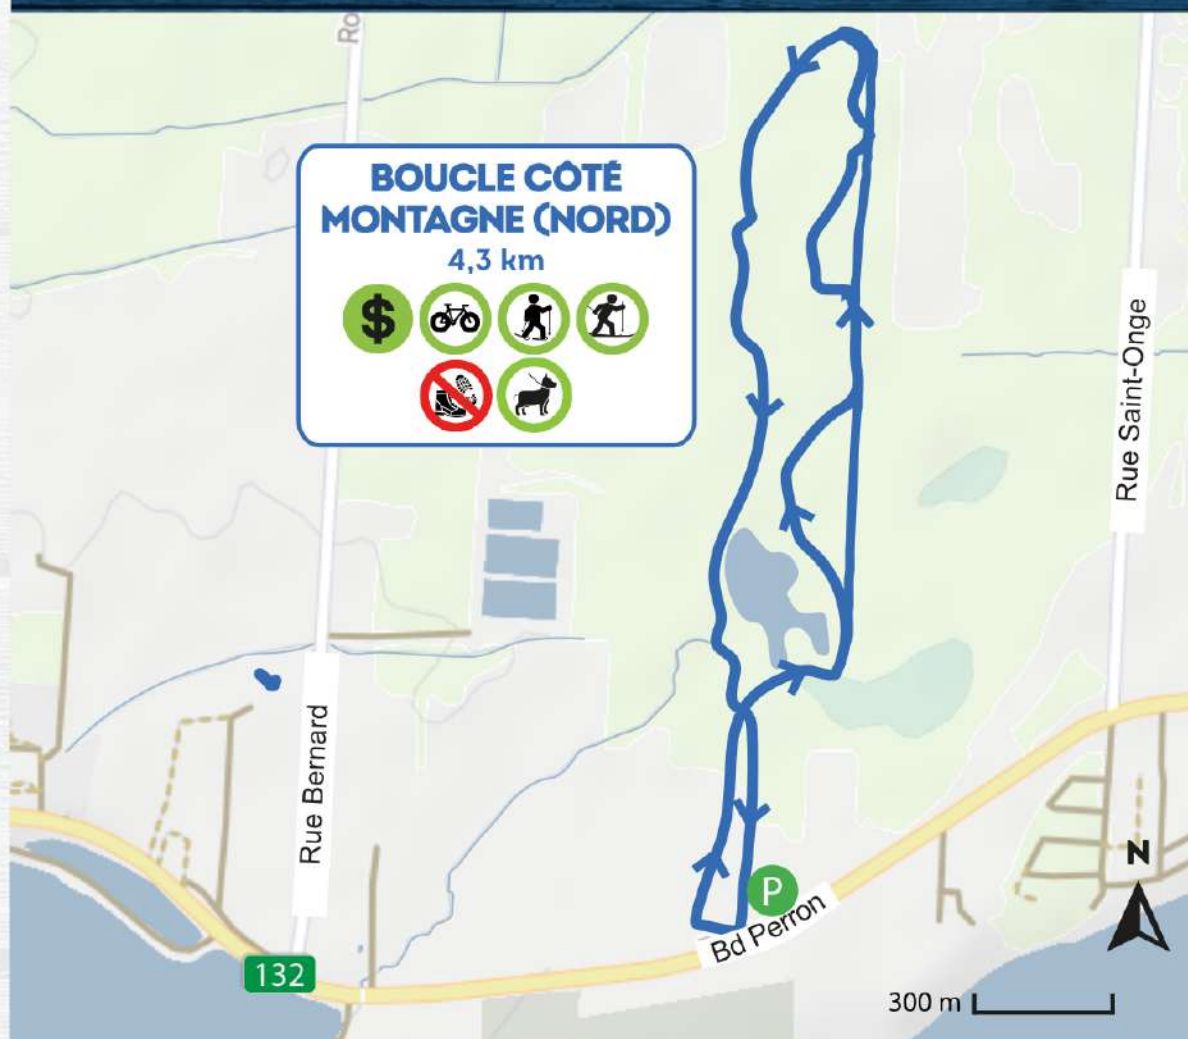 Ro
BOUCLE CÔTÉ
MONTAGNE (NORD)
4,3 km
$
Rue Saint-Onge
Rue Bernard
P
Bd Perron
132
N
300 m